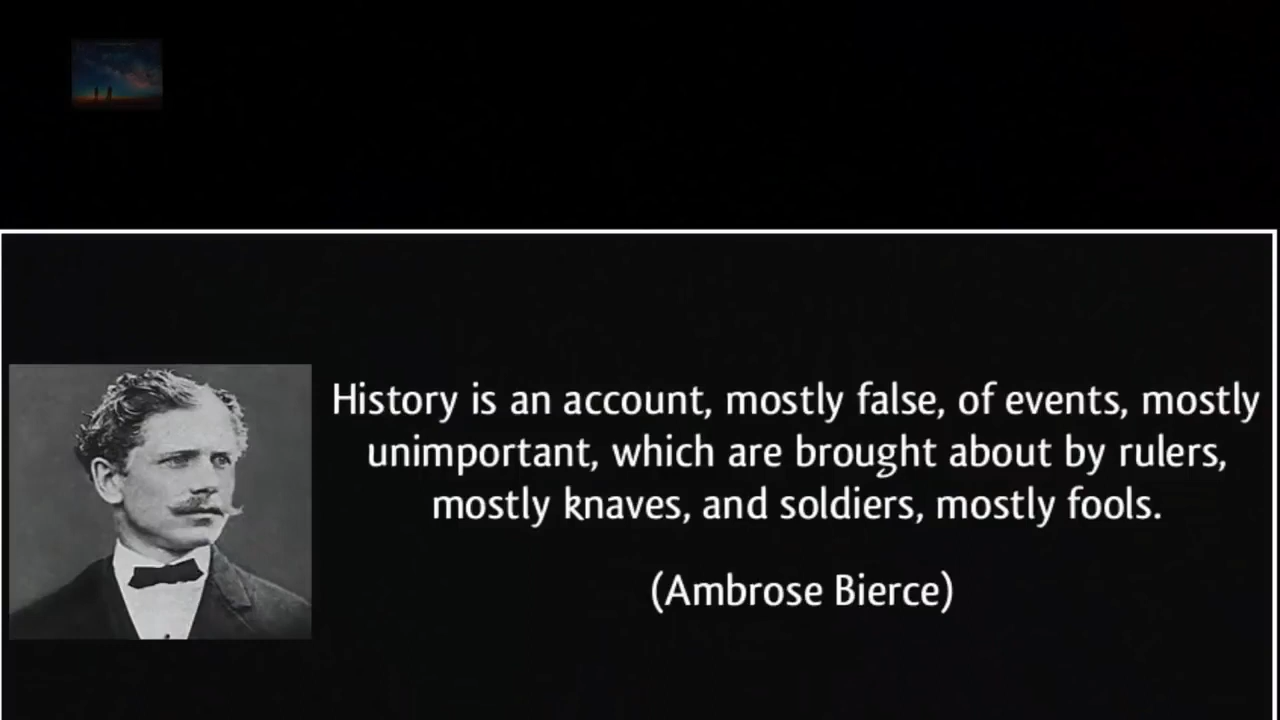 History is an account, mostly false, of events, mostly
unimportant, which are brought about by rulers,
mostly knaves, and soldiers, mostly fools.
(Ambrose Bierce)